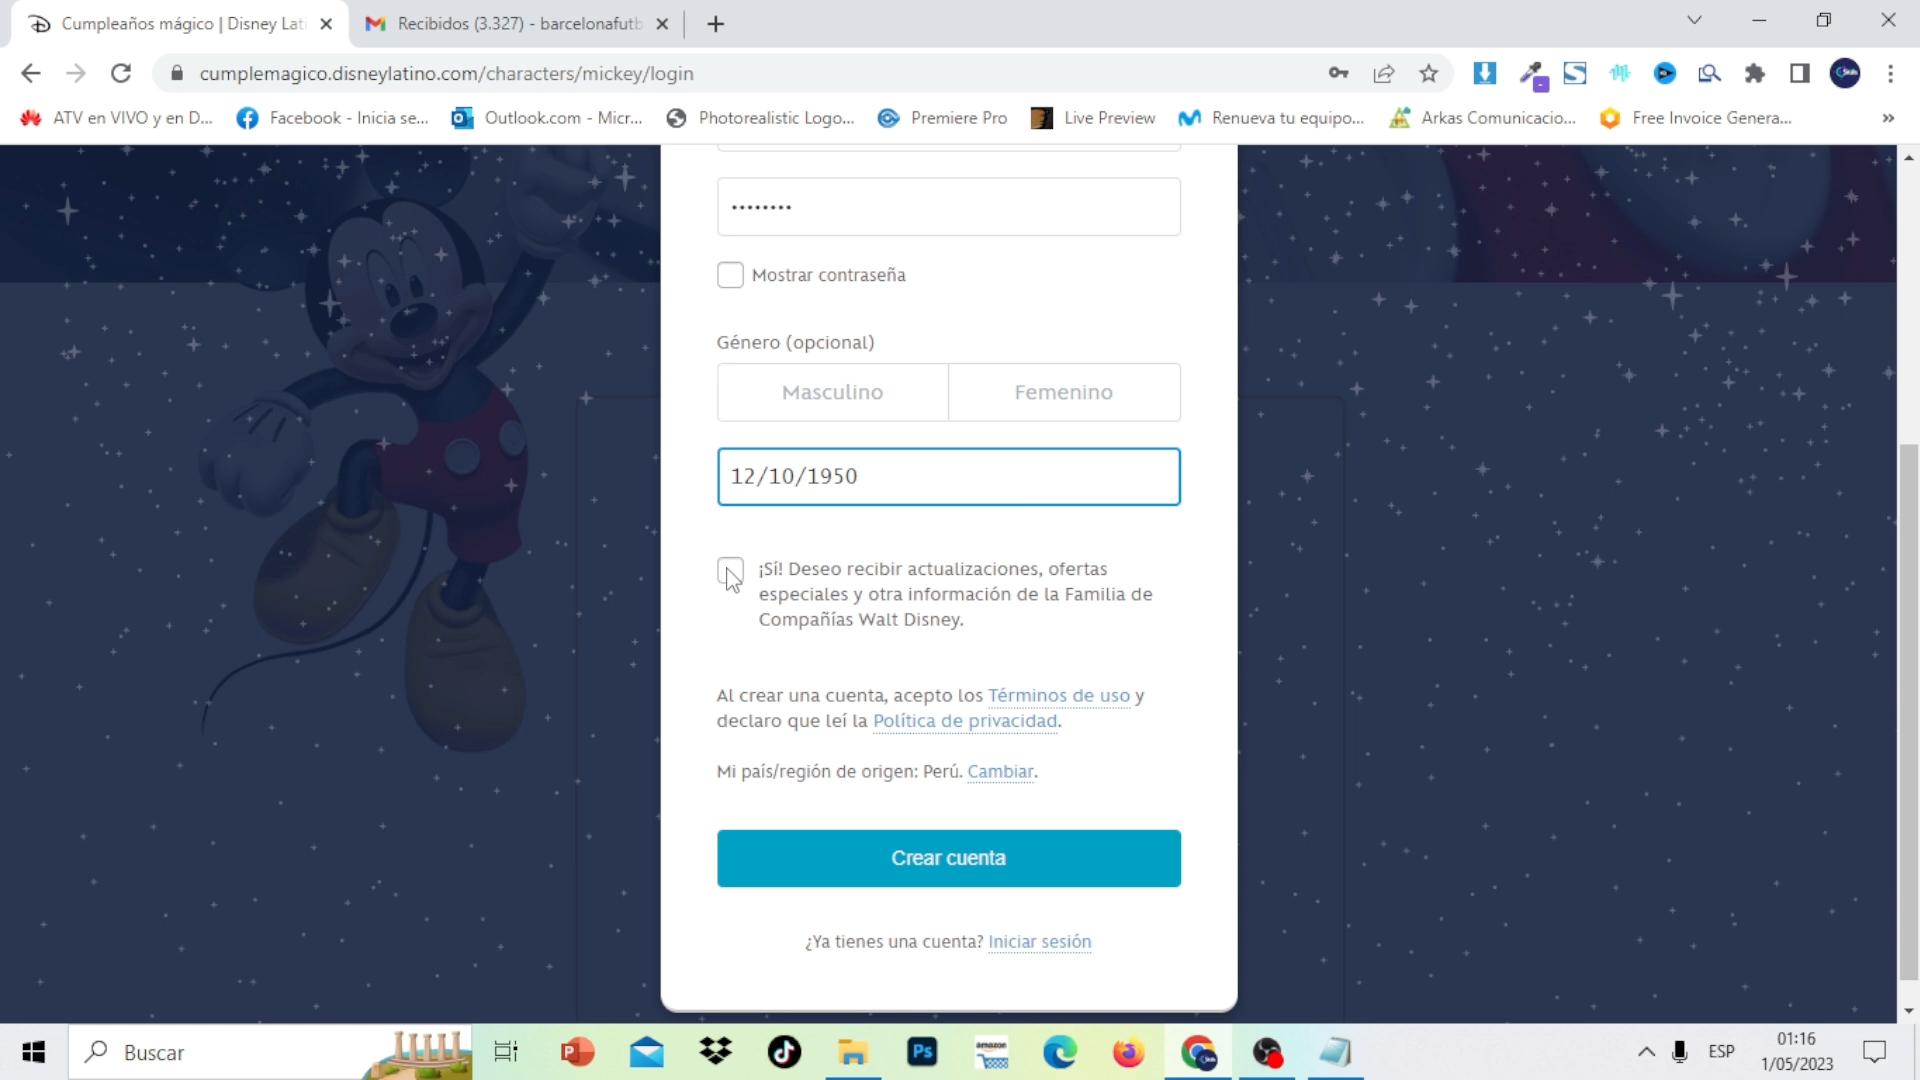 Cumpleaños mágico | Disney Lati
Recibidos (3.327) - barcelonafutb
cumplemagico.disneylatino.com/characters/mickey/login
ATV en VIVO y en D...
Facebook - Inicia se...
Outlook.com - Micr...
Photorealistic Logo...
Premiere Pro
Live Preview
Renueva tu equipo...
Arkas Comunicacio...
Free Invoice Genera...
»
••••••••
Mostrar contraseña
Género (opcional)
Masculino
Femenino
12/10/1950
¡Sí! Deseo recibir actualizaciones, ofertas
especiales y otra información de la Familia de
Compañías Walt Disney.
Al crear una cuenta, acepto los Términos de uso y
declaro que leí la Política de privacidad.
Mi país/región de origen: Perú. Cambiar.
Crear cuenta
¿Ya tienes una cuenta? Iniciar sesión
Buscar
Ps
amazon
ESP
01:16
1/05/2023